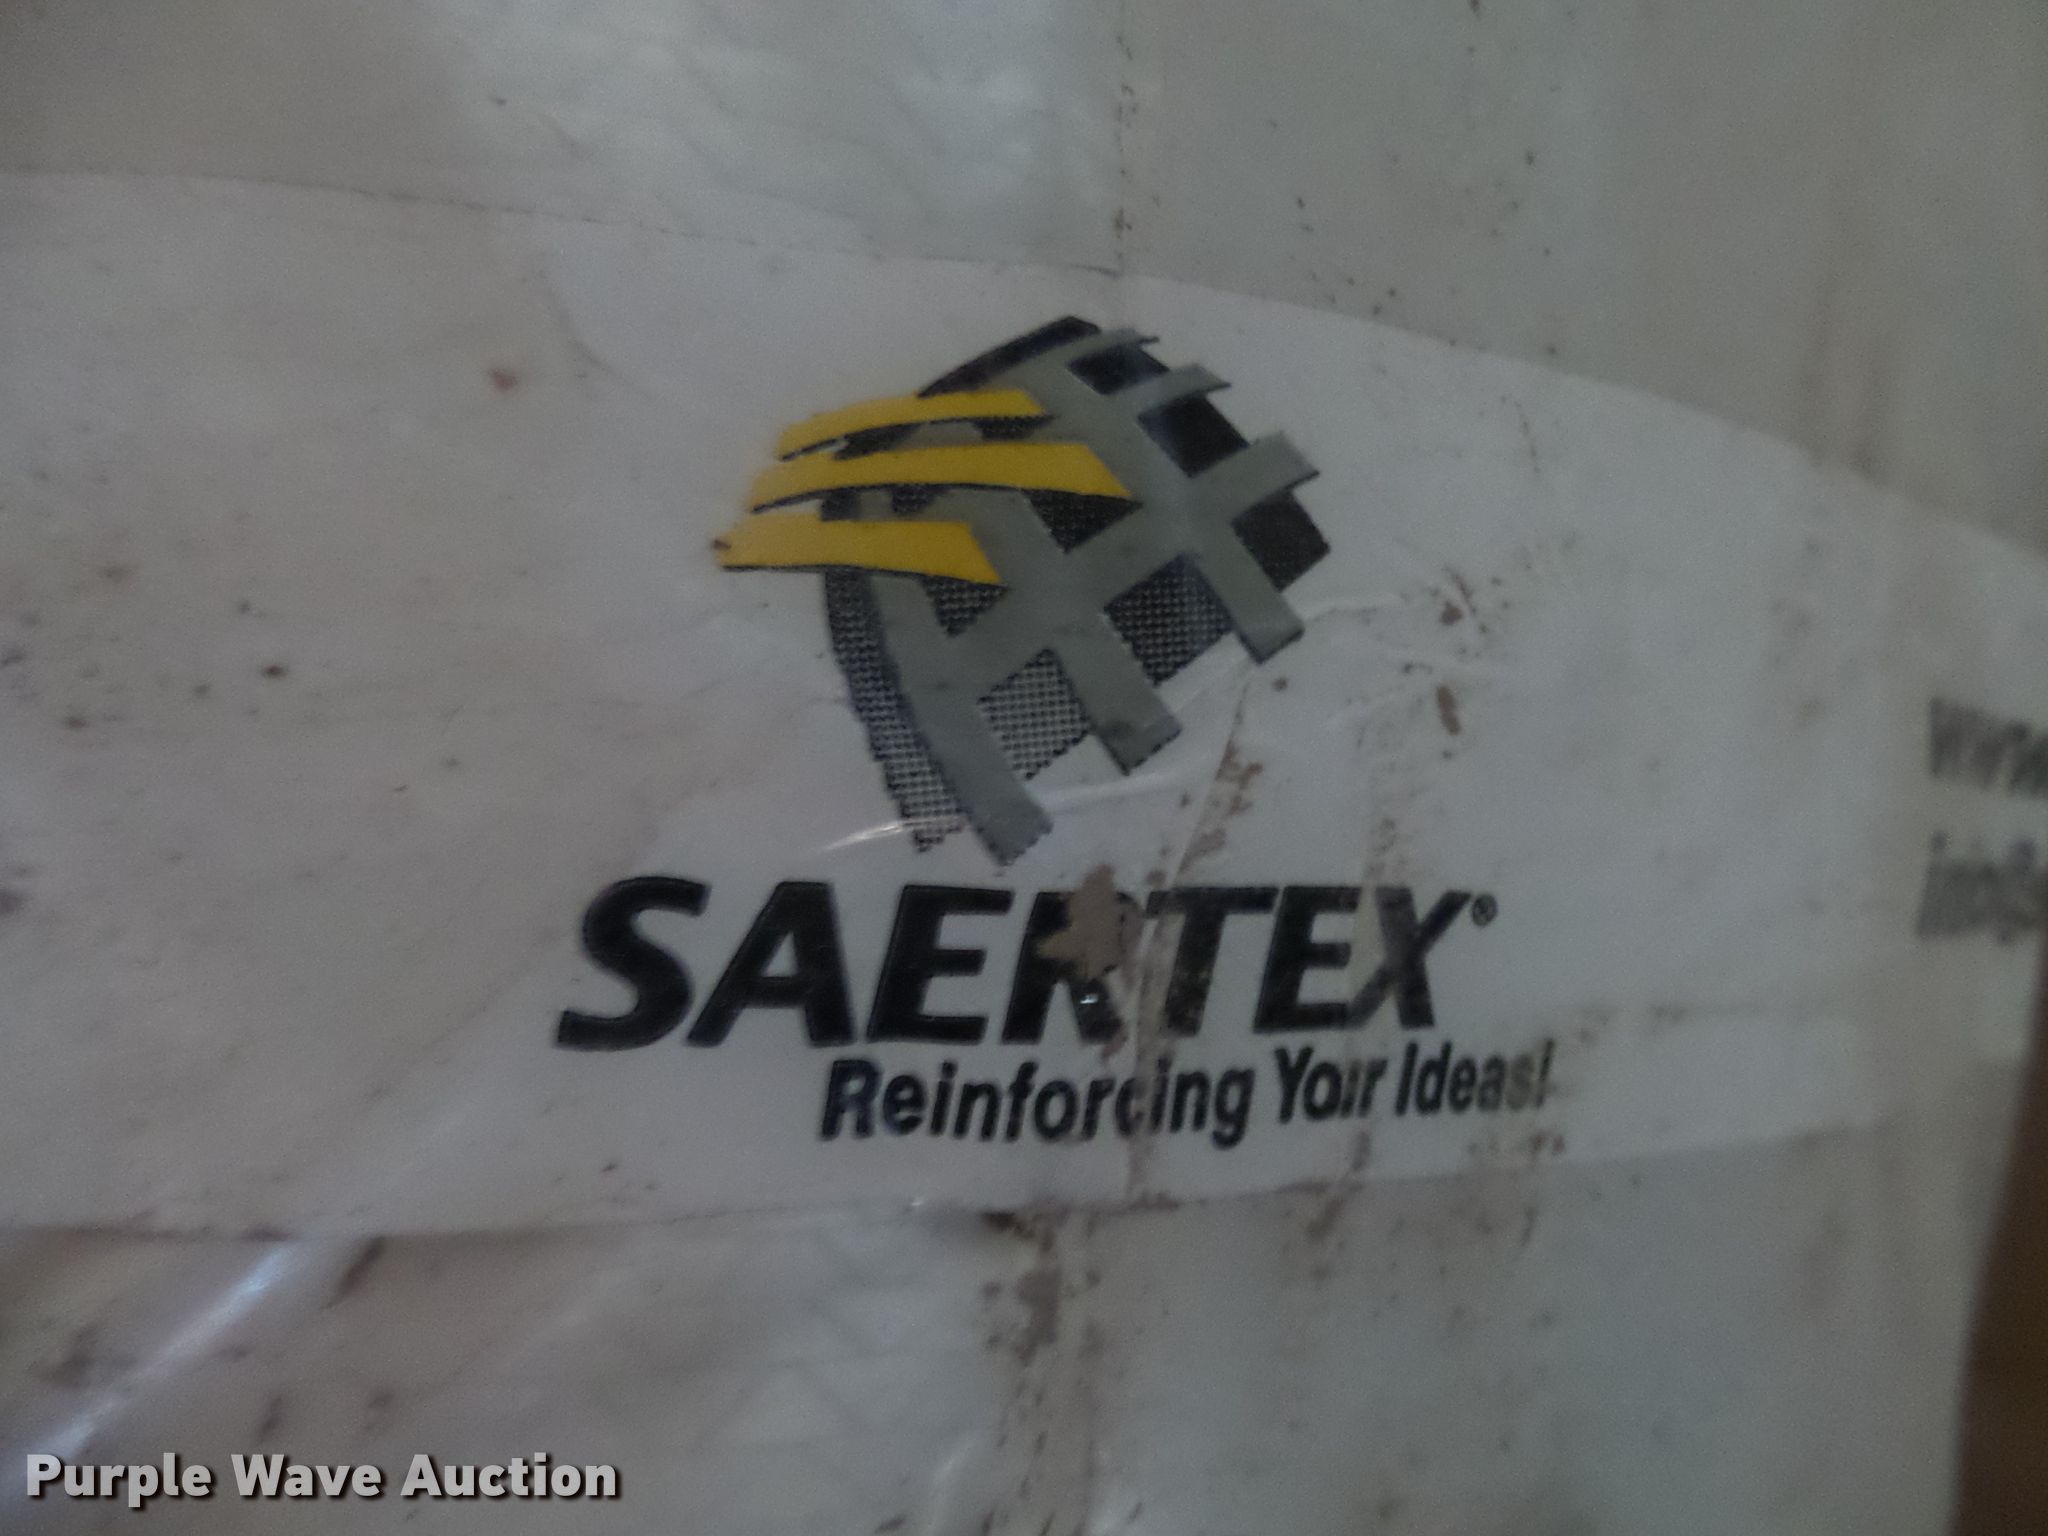 SAERTEX®
Reinforcing Your Ideas!
Purple Wave Auction